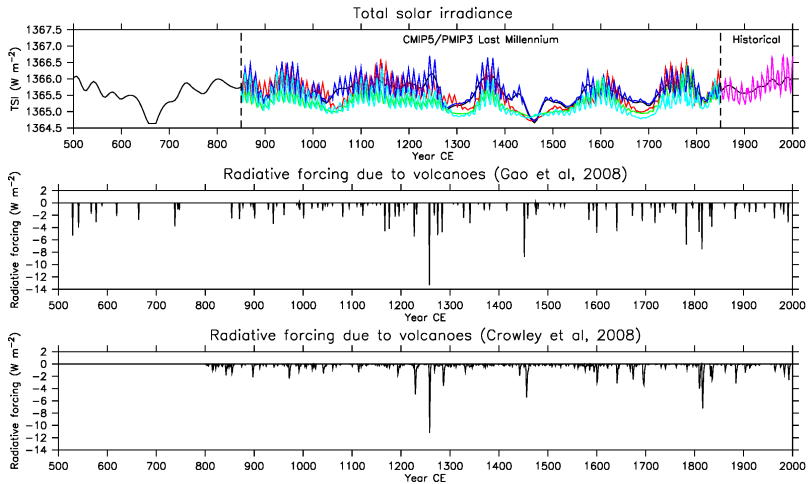 Total solar irradiance
1367.5
1367.0
1366.5
1366.0
1365.5
1365.0
1364.5
TSI (W m⁻²)
CMIP5/PMIP3 Last Millennium
Historical
500 600 700 800 900 1000 1100 1200 1300 1400 1500 1600 1700 1800 1900 2000
Year CE
Radiative forcing due to volcanoes (Gao et al, 2008)
2
0
-2
-4
-6
-8
-10
-12
-14
Radiative forcing (W m⁻²)
500 600 700 800 900 1000 1100 1200 1300 1400 1500 1600 1700 1800 1900 2000
Year CE
Radiative forcing due to volcanoes (Crowley et al, 2008)
2
0
-2
-4
-6
-8
-10
-12
-14
Radiative forcing (W m⁻²)
500 600 700 800 900 1000 1100 1200 1300 1400 1500 1600 1700 1800 1900 2000
Year CE